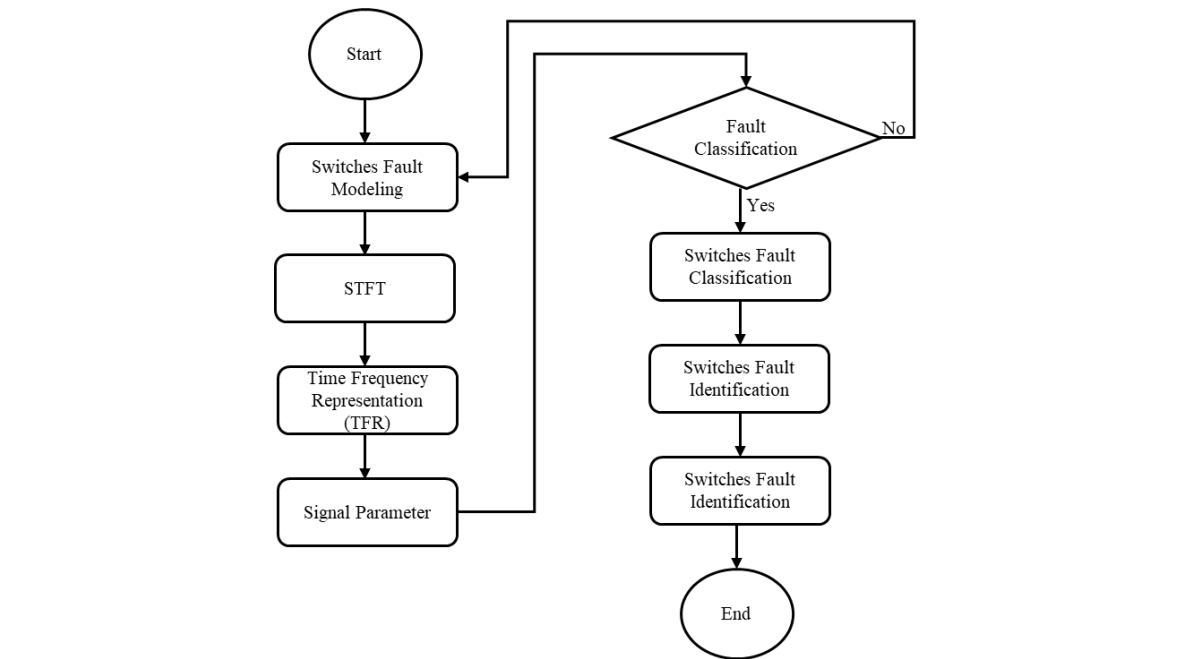 Start
Switches Fault
Modeling
STFT
Time Frequency
Representation
(TFR)
Signal Parameter
Fault
Classification
No
Yes
Switches Fault
Classification
Switches Fault
Identification
Switches Fault
Identification
End